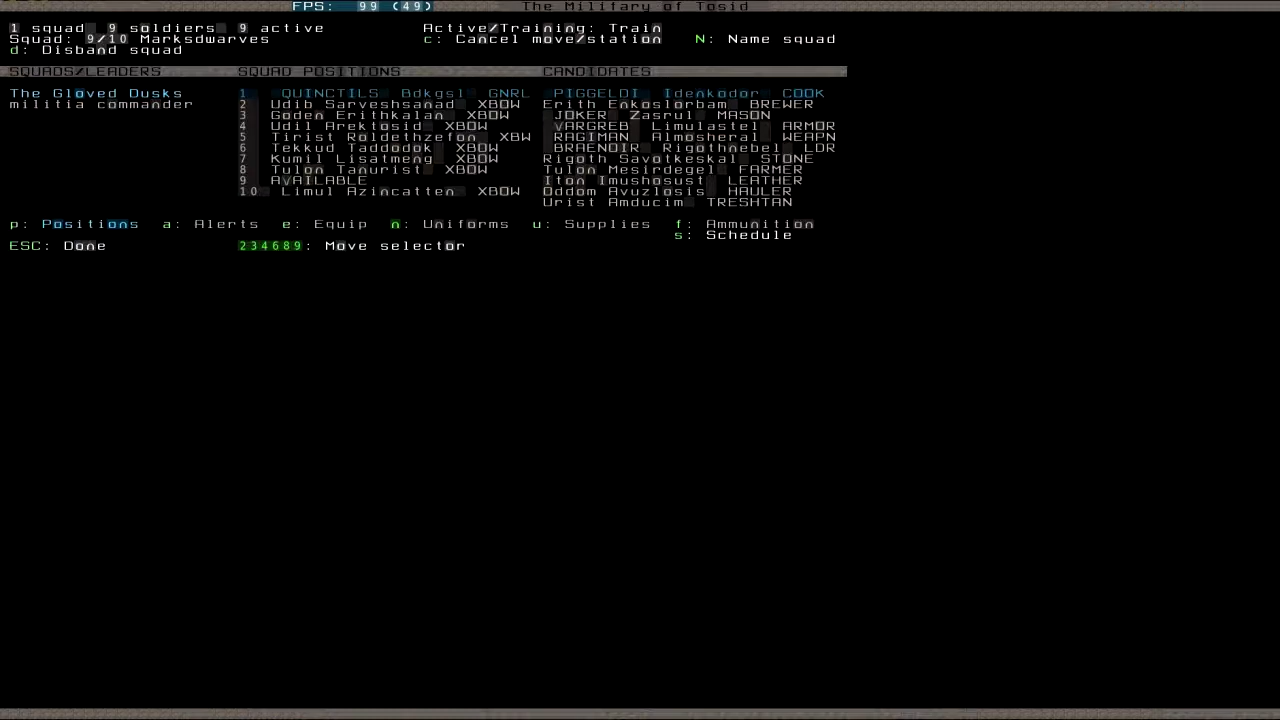 FPS: 99 (49) The Military of Tosid
1 squad 9 soldiers 9 active Active/Training: Train
Squad: 9/10 Marksdwarves c: Cancel move/station N: Name squad
d: Disband squad
SQUADS/LEADERS SQUAD POSITIONS CANDIDATES
The Gloved Dusks 1 QUINCTILS Bdkgsl GNRL PIGGELDI Idenkodor COOK
militia commander 2 Udib Sarveshsanad XBOW Erith Enkoslorbam BREWER
3 Goden Erithkalan XBOW JOKER Zasrul MASON
4 Udil Arektosid XBOW VARGREB Limulastel ARMOR
5 Tirist Roldethzefon XBW RAGIMAN Almosheral WEAPN
6 Tekkud Taddodok XBOW BRAENOIR Rigothnebel LDR
7 Kumil Lisatmeng XBOW Rigoth Savotkeskal STONE
8 Tulon Tanurist XBOW Tulon Mesirdegel FARMER
9 AVAILABLE Iton Imushosust LEATHER
10 Limul Azincatten XBOW Oddom Avuzlosis HAULER
Urist Amducim TRESHTAN
p: Positions a: Alerts e: Equip n: Uniforms u: Supplies f: Ammunition
s: Schedule
ESC: Done 234689: Move selector